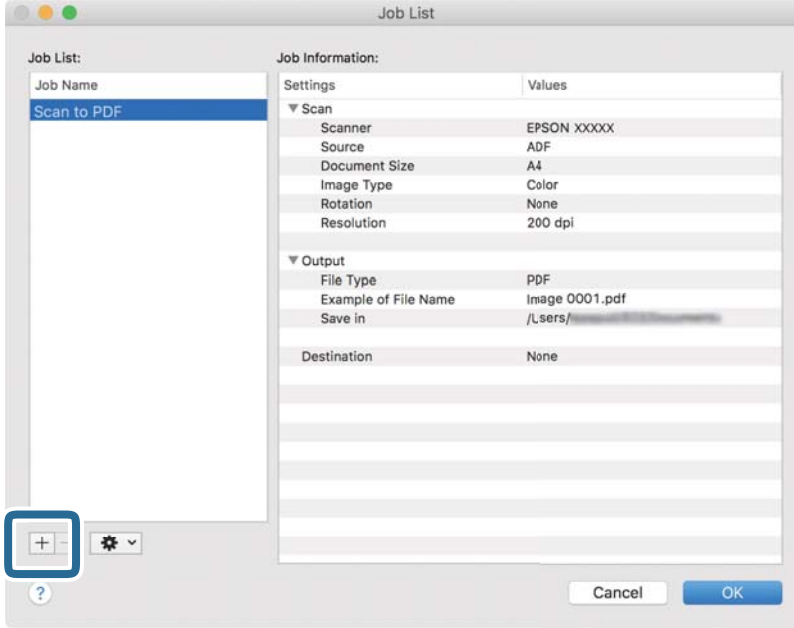 Job List
Job List:
Job Information:
Job Name
Scan to PDF
Settings Values
Scan
Scanner EPSON XXXXX
Source ADF
Document Size A4
Image Type Color
Rotation None
Resolution 200 dpi
Output
File Type PDF
Example of File Name Image 0001.pdf
Save in /Users/
Destination None
+ -
?
Cancel OK